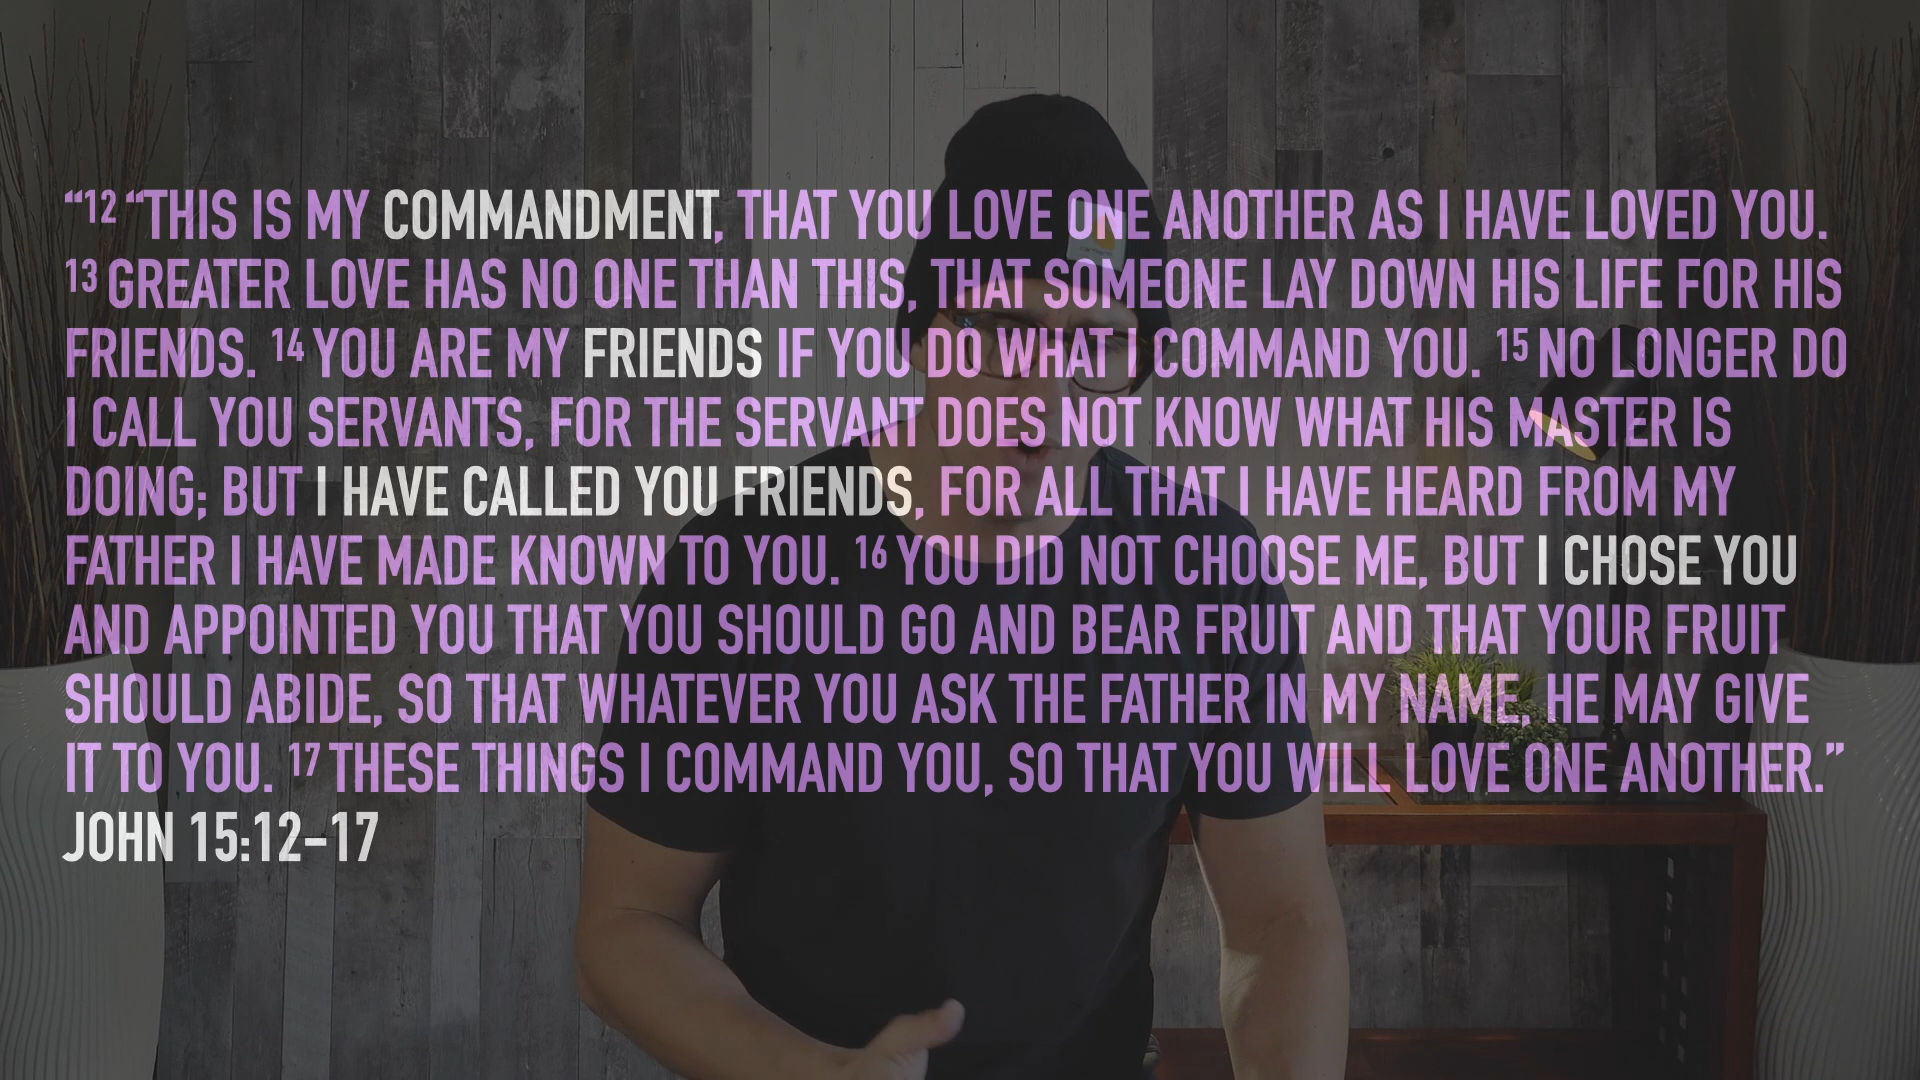 “12 “THIS IS MY COMMANDMENT, THAT YOU LOVE ONE ANOTHER AS I HAVE LOVED YOU.
13 GREATER LOVE HAS NO ONE THAN THIS, THAT SOMEONE LAY DOWN HIS LIFE FOR HIS
FRIENDS. 14 YOU ARE MY FRIENDS IF YOU DO WHAT I COMMAND YOU. 15 NO LONGER DO
I CALL YOU SERVANTS, FOR THE SERVANT DOES NOT KNOW WHAT HIS MASTER IS
DOING; BUT I HAVE CALLED YOU FRIENDS, FOR ALL THAT I HAVE HEARD FROM MY
FATHER I HAVE MADE KNOWN TO YOU. 16 YOU DID NOT CHOOSE ME, BUT I CHOSE YOU
AND APPOINTED YOU THAT YOU SHOULD GO AND BEAR FRUIT AND THAT YOUR FRUIT
SHOULD ABIDE, SO THAT WHATEVER YOU ASK THE FATHER IN MY NAME, HE MAY GIVE
IT TO YOU. 17 THESE THINGS I COMMAND YOU, SO THAT YOU WILL LOVE ONE ANOTHER.”
JOHN 15:12-17